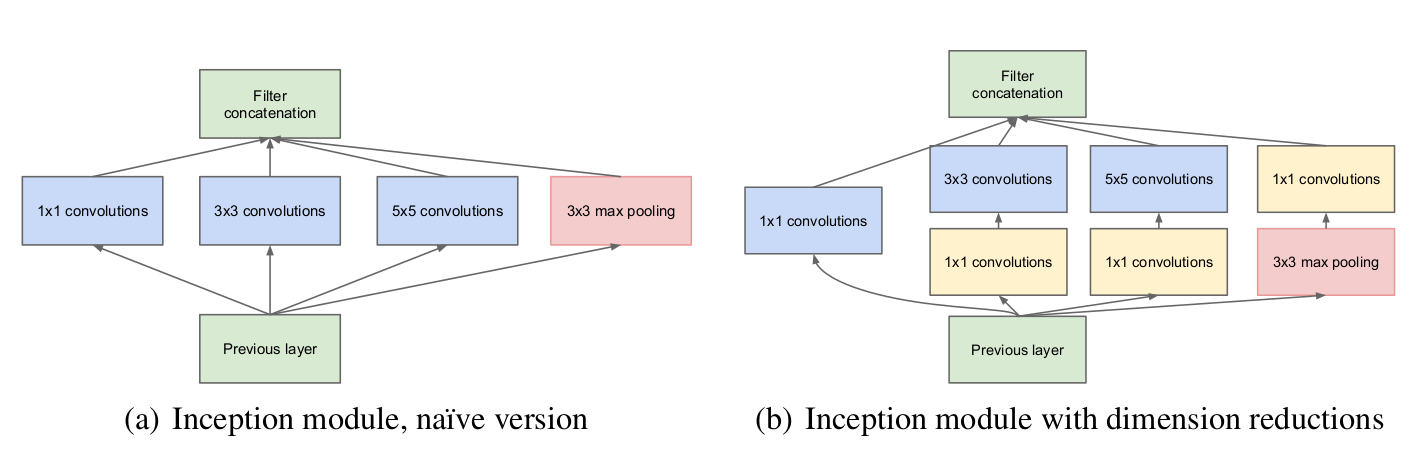 Filter
concatenation
1x1 convolutions
3x3 convolutions
5x5 convolutions
3x3 max pooling
Previous layer
(a) Inception module, naïve version
Filter
concatenation
1x1 convolutions
3x3 convolutions
5x5 convolutions
1x1 convolutions
1x1 convolutions
1x1 convolutions
3x3 max pooling
Previous layer
(b) Inception module with dimension reductions